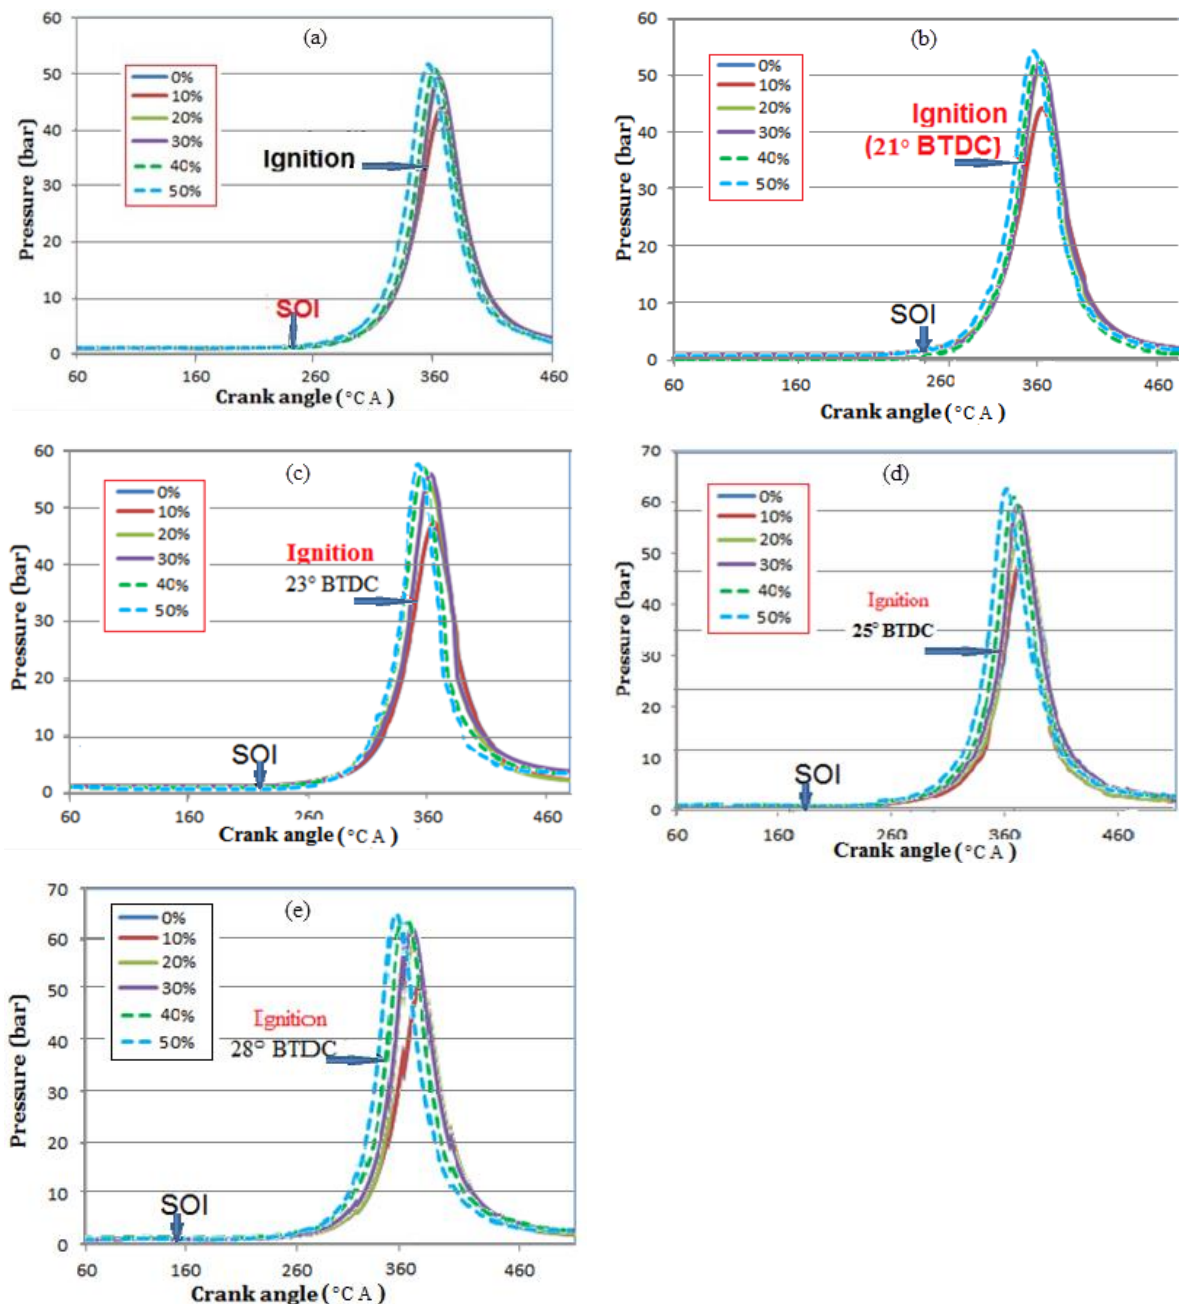 (a)
60
50
40
30
20
10
0
Pressure (bar)
0%
10%
20%
30%
40%
50%
Ignition
SOI
60 160 260 360 460
Crank angle (°C A )
(b)
60
50
40
30
20
10
0
Pressure (bar)
0%
10%
20%
30%
40%
50%
Ignition
(21° BTDC)
SOI
60 160 260 360 460
Crank angle (°C A )
(c)
60
50
40
30
20
10
0
Pressure (bar)
0%
10%
20%
30%
40%
50%
Ignition
23° BTDC
SOI
60 160 260 360 460
Crank angle (°C A )
(d)
70
60
50
40
30
20
10
0
Pressure (bar)
0%
10%
20%
30%
40%
50%
Ignition
25° BTDC
SOI
60 160 260 360 460
Crank angle (°C A )
(e)
70
60
50
40
30
20
10
0
Pressure (bar)
0%
10%
20%
30%
40%
50%
Ignition
28° BTDC
SOI
60 160 260 360 460
Crank angle (°C A )